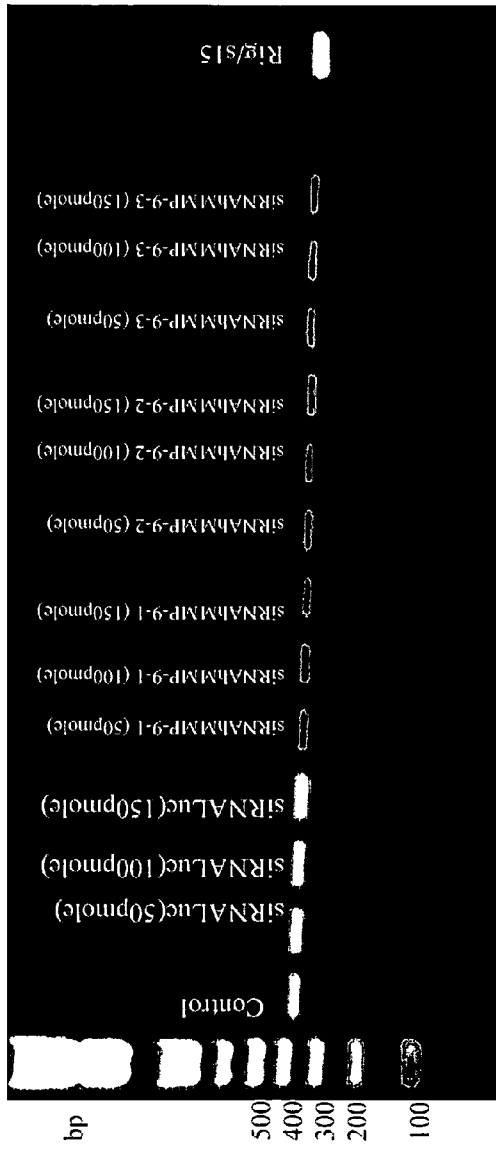 Rig/s15
siRNAhMMP-9-3 (150pmole)
siRNAhMMP-9-3 (100pmole)
siRNAhMMP-9-3 (50pmole)
siRNAhMMP-9-2 (150pmole)
siRNAhMMP-9-2 (100pmole)
siRNAhMMP-9-2 (50pmole)
siRNAhMMP-9-1 (150pmole)
siRNAhMMP-9-1 (100pmole)
siRNAhMMP-9-1 (50pmole)
siRNALuc(150pmole)
siRNALuc(100pmole)
siRNALuc(50pmole)
Control
bp
500
400
300
200
100